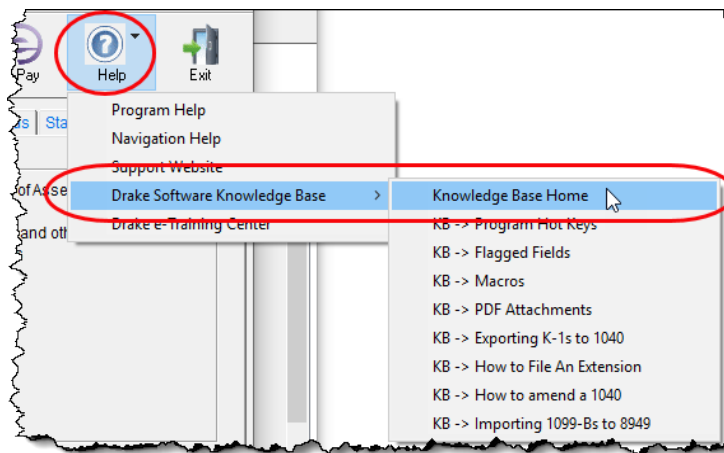 Pay
Help
Exit
Sta
Program Help
Navigation Help
Support Website
of Asse
Drake Software Knowledge Base
Knowledge Base Home
and oth
Drake e-Training Center
KB -> Program Hot Keys
KB -> Flagged Fields
KB -> Macros
KB -> PDF Attachments
KB -> Exporting K-1s to 1040
KB -> How to File An Extension
KB -> How to amend a 1040
KB -> Importing 1099-Bs to 8949